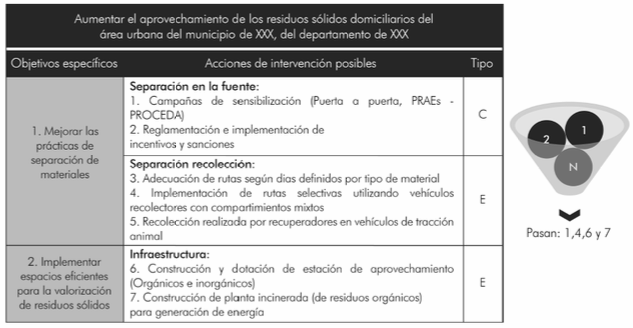 Aumentar el aprovechamiento de los residuos sólidos domiciliarios del
área urbana del municipio de XXX, del departamento de XXX
Objetivos específicos
Acciones de intervención posibles
Tipo
1. Mejorar las
prácticas de
separación de
materiales
Separación en la fuente:
1. Campañas de sensibilización (Puerta a puerta, PRAEs -
PROCEDA)
2. Reglamentación e implementación de
incentivos y sanciones
C
Separación recolección:
3. Adecuación de rutas según dias definidos por tipo de material
4. Implementación de rutas selectivas utilizando vehículos
recolectores con compartimentos mixtos
5. Recolección realizada por recuperadores en vehículos de tracción
animal
E
2. Implementar
espacios eficientes
para la valorización
de residuos sólidos
Infraestructura:
6. Construcción y dotación de estación de aprovechamiento
(Orgánicos e inorgánicos)
7. Construcción de planta incinerada (de residuos orgánicos)
para generación de energía
E
2
1
N
Pasan: 1,4,6 y 7